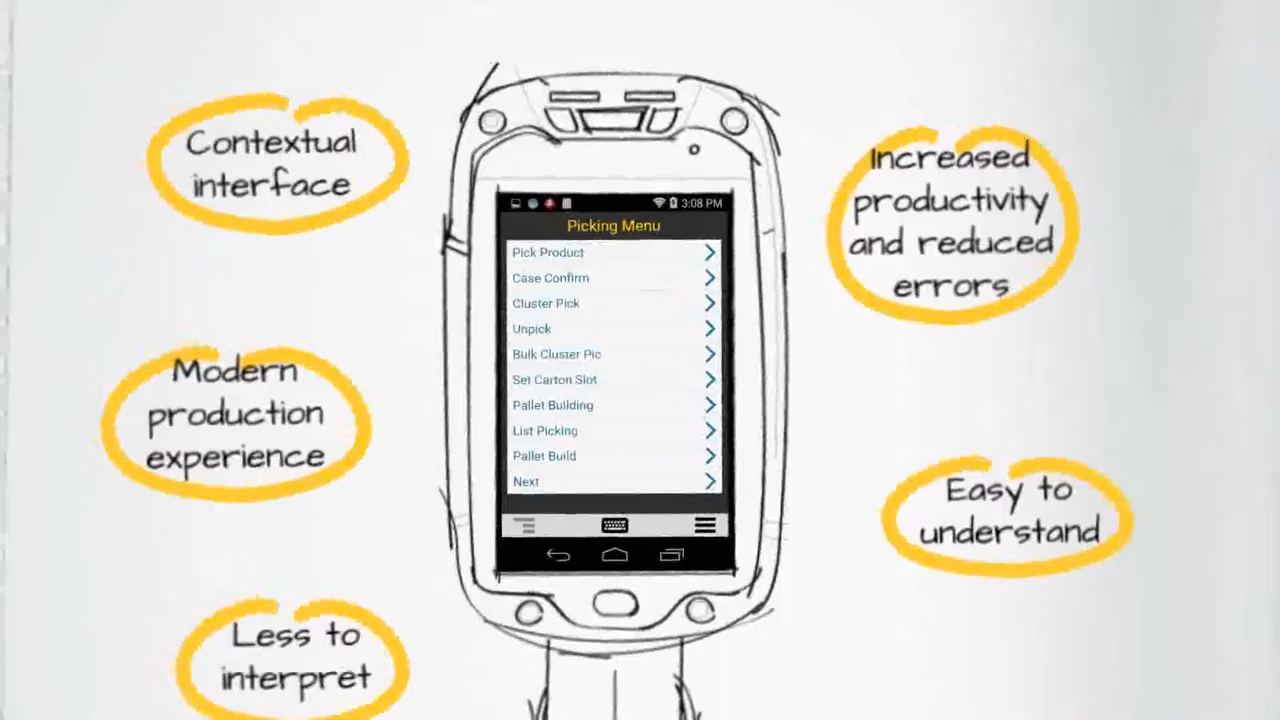 Contextual
interface
Modern
production
experience
Less to
interpret
3:08 PM
Picking Menu
Pick Product
Case Confirm
Cluster Pick
Unpick
Bulk Cluster Pic
Set Carton Slot
Pallet Building
List Picking
Pallet Build
Next
Increased
productivity
and reduced
errors
Easy to
understand